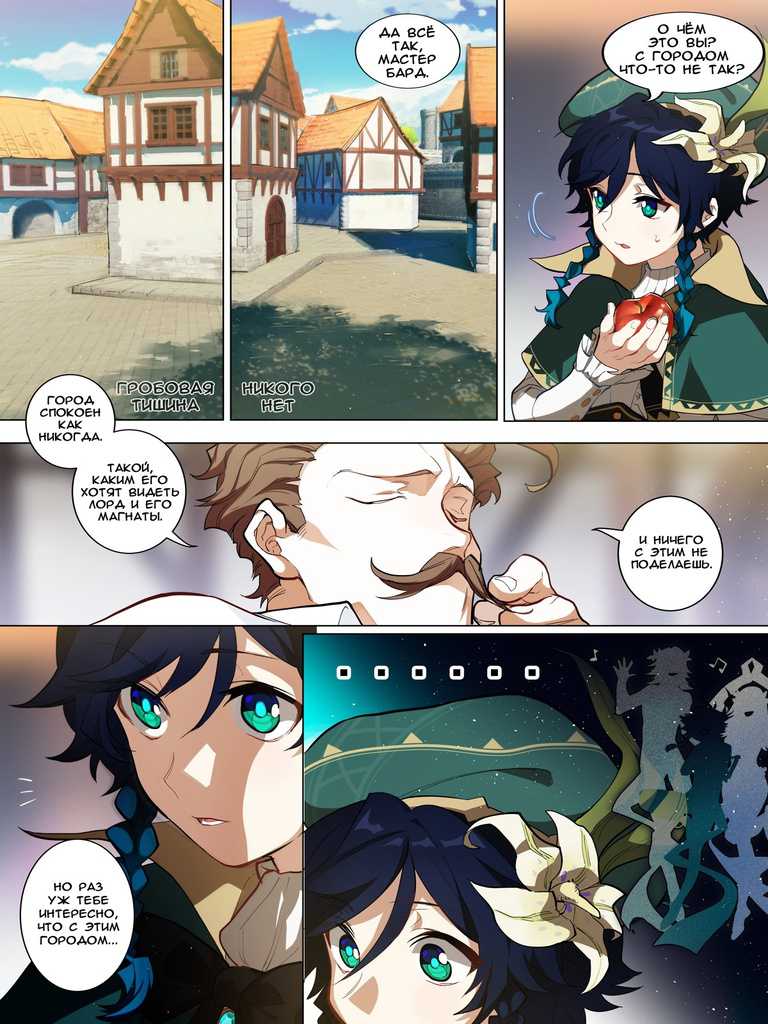 ДА ВСЁ
ТАК,
МАСТЕР
БАРД.
О ЧЁМ
ЭТО ВЫ?
С ГОРОДОМ
ЧТО-ТО НЕ ТАК?
ГРОБОВАЯ
ТИШИНА
НИКОГО
НЕТ
ГОРОД
СПОКОЕН
КАК
НИКОГДА.
ТАКОЙ,
КАКИМ ЕГО
ХОТЯТ ВИДЕТЬ
ЛОРД И ЕГО
МАГНАТЫ.
И НИЧЕГО
С ЭТИМ НЕ
ПОДЕЛАЕШЬ.
НО РАЗ
УЖ ТЕБЕ
ИНТЕРЕСНО,
ЧТО С ЭТИМ
ГОРОДОМ...